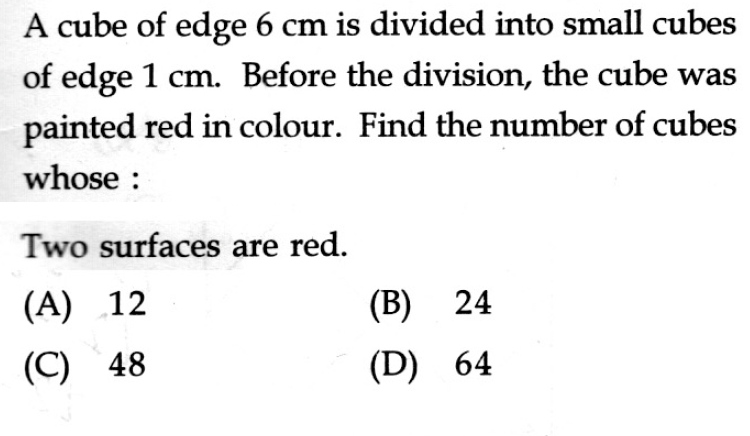 A cube of edge 6 cm is divided into small cubes
of edge 1 cm. Before the division, the cube was
painted red in colour. Find the number of cubes
whose :
Two surfaces are red.
(A) 12 (B) 24
(C) 48 (D) 64